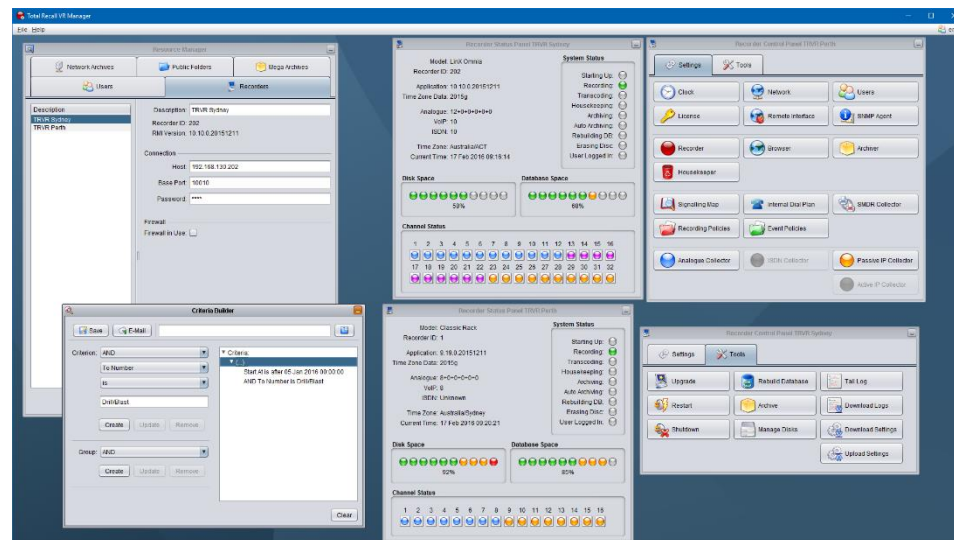 Total Recall VR Manager
File Help
Resource Manager
Network Archives Public Folders Mega Archives
Users Recorders
Description
TRVR Sydney
TRVR Perth
Description: TRVR Sydney
Recorder ID: 202
RMI Version: 10.10.0.20151211
Connection
Host: 192.168.130.202
Base Port: 10010
Password: ****
Firewall
Firewall in Use:
Recorder Status Panel TRVR Sydney
Model: LinX Omnia
Recorder ID: 202
Application: 10.10.0.20151211
Time Zone Data: 2015g
Analogue: 12+0+0+0+0+0
VoIP: 10
ISDN: 10
Time Zone: Australia/ACT
Current Time: 17 Feb 2016 09:16:14
System Status
Starting Up:
Recording:
Transcoding:
Housekeeping:
Archiving:
Auto Archiving:
Rebuilding DB:
Erasing Disc:
User Logged In:
Disk Space
59%
Database Space
Channel Status
1 2 3 4 5 6 7 8 9 10 11 12 13 14 15 16
17 18 19 20 21 22 23 24 25 26 27 28 29 30 31 32
Recorder Control Panel TRVR Perth
Settings Tools
Clock Network Users
License Remote Interface SNMP Agent
Recorder Browser Archiver
Housekeeper
Signalling Map Internal Dial Plan SMDR Collector
Recording Policies Event Policies
Analogue Collector ISDN Collector Passive IP Collector
Active IP Collector
Criteria Builder
Save E-Mail
Criterion: AND
To Number
is
Drill/Blast
Create Update Remove
Group: AND
Create Update Remove
Criteria:
( )
Start At is after 05 Jan 2016 00:00:00
AND To Number is Drill/Blast
Clear
Recorder Status Panel TRVR Perth
Model: Classic Rack
Recorder ID: 1
Application: 9.19.0.20151211
Time Zone Data: 2015g
Analogue: 8+0+0+0+0+0
VoIP: 8
ISDN: Unknown
Time Zone: Australia/Sydney
Current Time: 17 Feb 2016 09:20:21
System Status
Starting Up:
Recording:
Transcoding:
Housekeeping:
Archiving:
Auto Archiving:
Rebuilding DB:
Erasing Disc:
User Logged In:
Disk Space
92%
Database Space
85%
Channel Status
1 2 3 4 5 6 7 8 9 10 11 12 13 14 15 16
Recorder Control Panel TRVR Sydney
Settings Tools
Upgrade Rebuild Database Tail Log
Restart Archive Download Logs
Shutdown Manage Disks Download Settings
Upload Settings